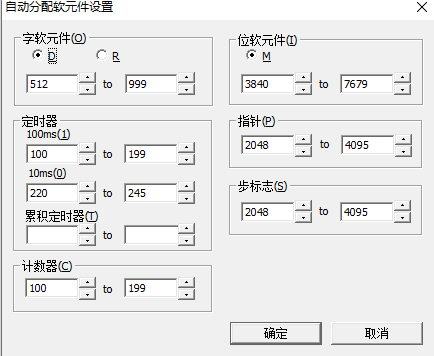 自动分配软元件设置
字软元件(O)
D R
512 to 999
位软元件(I)
M
3840 to 7679
定时器
100ms(1)
100 to 199
10ms(0)
220 to 245
累积定时器(T)
to
指针(P)
2048 to 4095
步标志(S)
2048 to 4095
计数器(C)
100 to 199
确定 取消